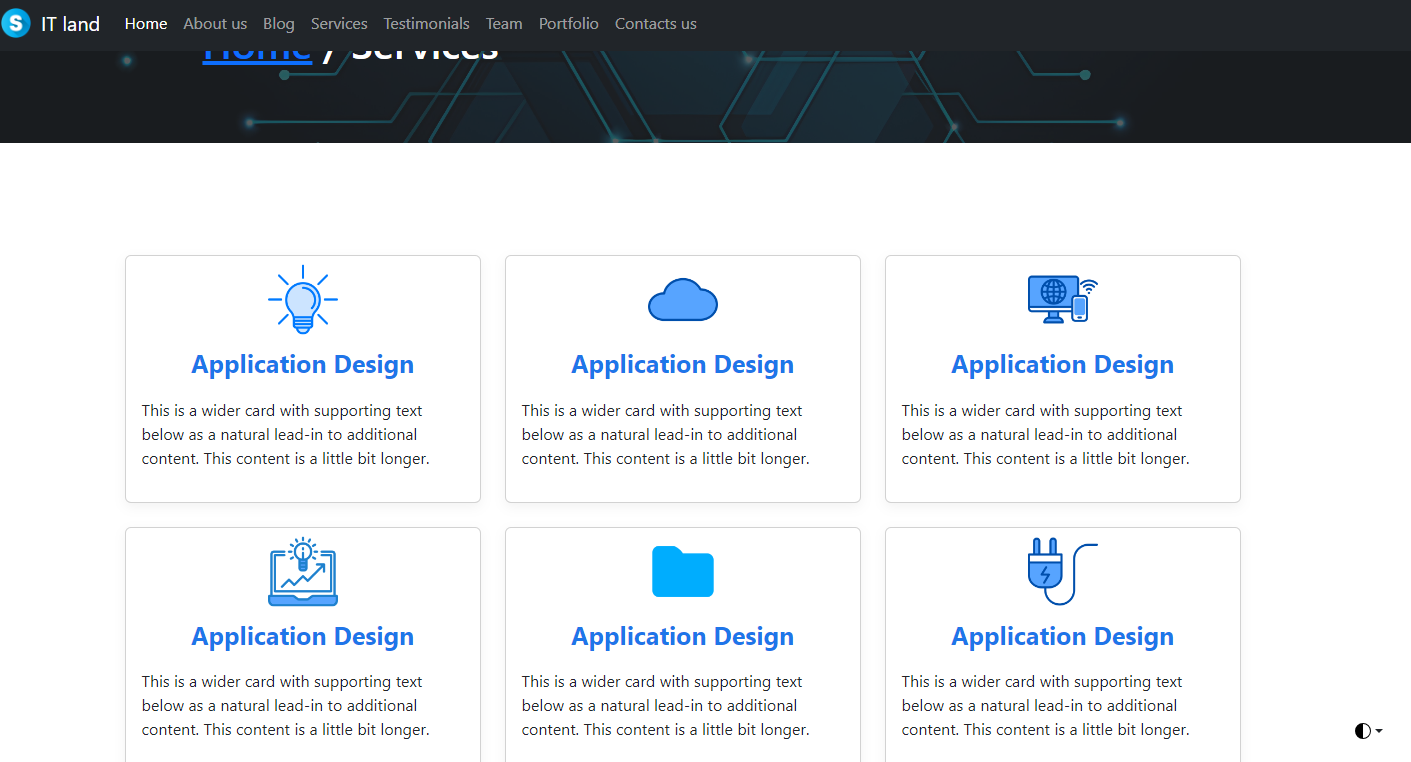 S IT land Home About us Blog Services Testimonials Team Portfolio Contacts us
Home / Services
Application Design Application Design Application Design
This is a wider card with supporting text
below as a natural lead-in to additional
content. This content is a little bit longer.
This is a wider card with supporting text
below as a natural lead-in to additional
content. This content is a little bit longer.
This is a wider card with supporting text
below as a natural lead-in to additional
content. This content is a little bit longer.
Application Design Application Design Application Design
This is a wider card with supporting text
below as a natural lead-in to additional
content. This content is a little bit longer.
This is a wider card with supporting text
below as a natural lead-in to additional
content. This content is a little bit longer.
This is a wider card with supporting text
below as a natural lead-in to additional
content. This content is a little bit longer.